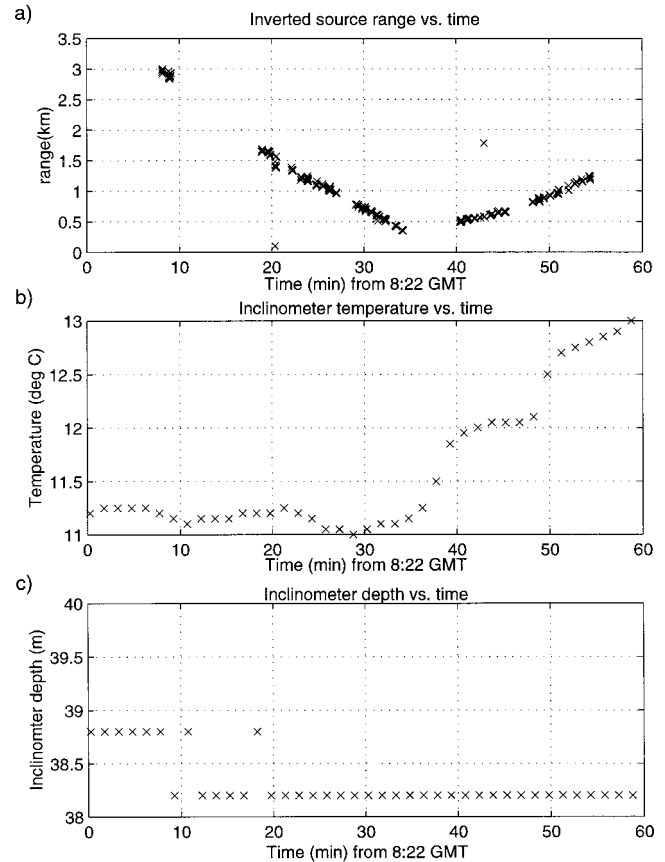 a)
Inverted source range vs. time
3.5
3
2.5
2
1.5
1
0.5
0
range(km)
0 10 20 30 40 50 60
Time (min) from 8:22 GMT
b)
Inclinometer temperature vs. time
13
12.5
12
11.5
11
Temperature (deg C)
0 10 20 30 40 50 60
Time (min) from 8:22 GMT
c)
Inclinometer depth vs. time
40
39.5
39
38.5
38
Inclinomter depth (m)
0 10 20 30 40 50 60
Time (min) from 8:22 GMT